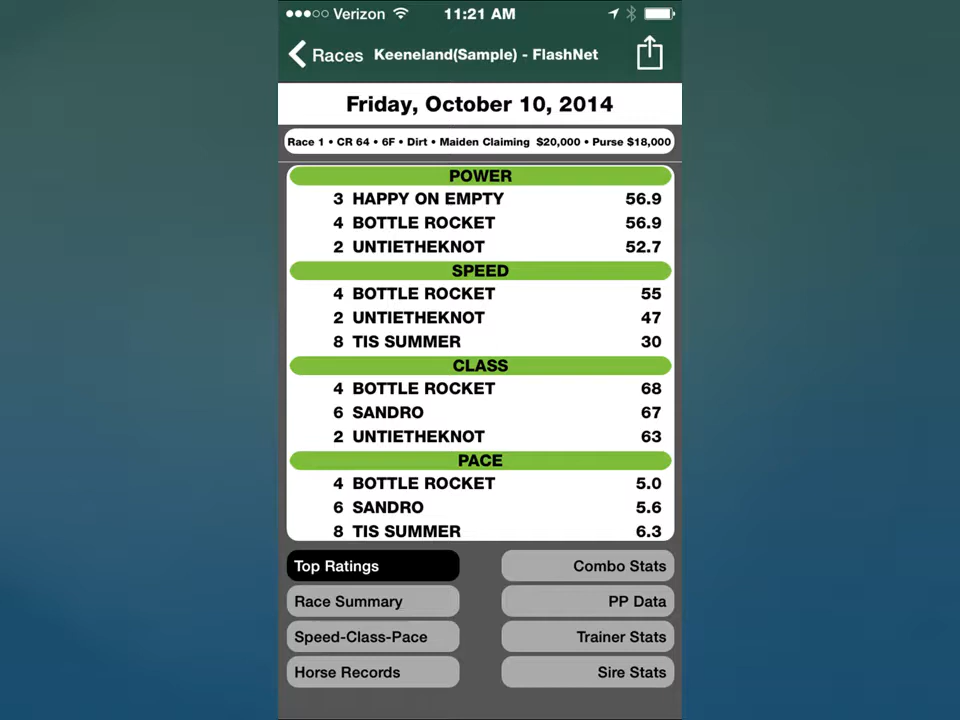 Verizon 11:21 AM
Races Keeneland(Sample) - FlashNet
Friday, October 10, 2014
Race 1 • CR 64 • 6F • Dirt • Maiden Claiming $20,000 • Purse $18,000
POWER
3 HAPPY ON EMPTY 56.9
4 BOTTLE ROCKET 56.9
2 UNTIETHEKNOT 52.7
SPEED
4 BOTTLE ROCKET 55
2 UNTIETHEKNOT 47
8 TIS SUMMER 30
CLASS
4 BOTTLE ROCKET 68
6 SANDRO 67
2 UNTIETHEKNOT 63
PACE
4 BOTTLE ROCKET 5.0
6 SANDRO 5.6
8 TIS SUMMER 6.3
Top Ratings Combo Stats
Race Summary PP Data
Speed-Class-Pace Trainer Stats
Horse Records Sire Stats